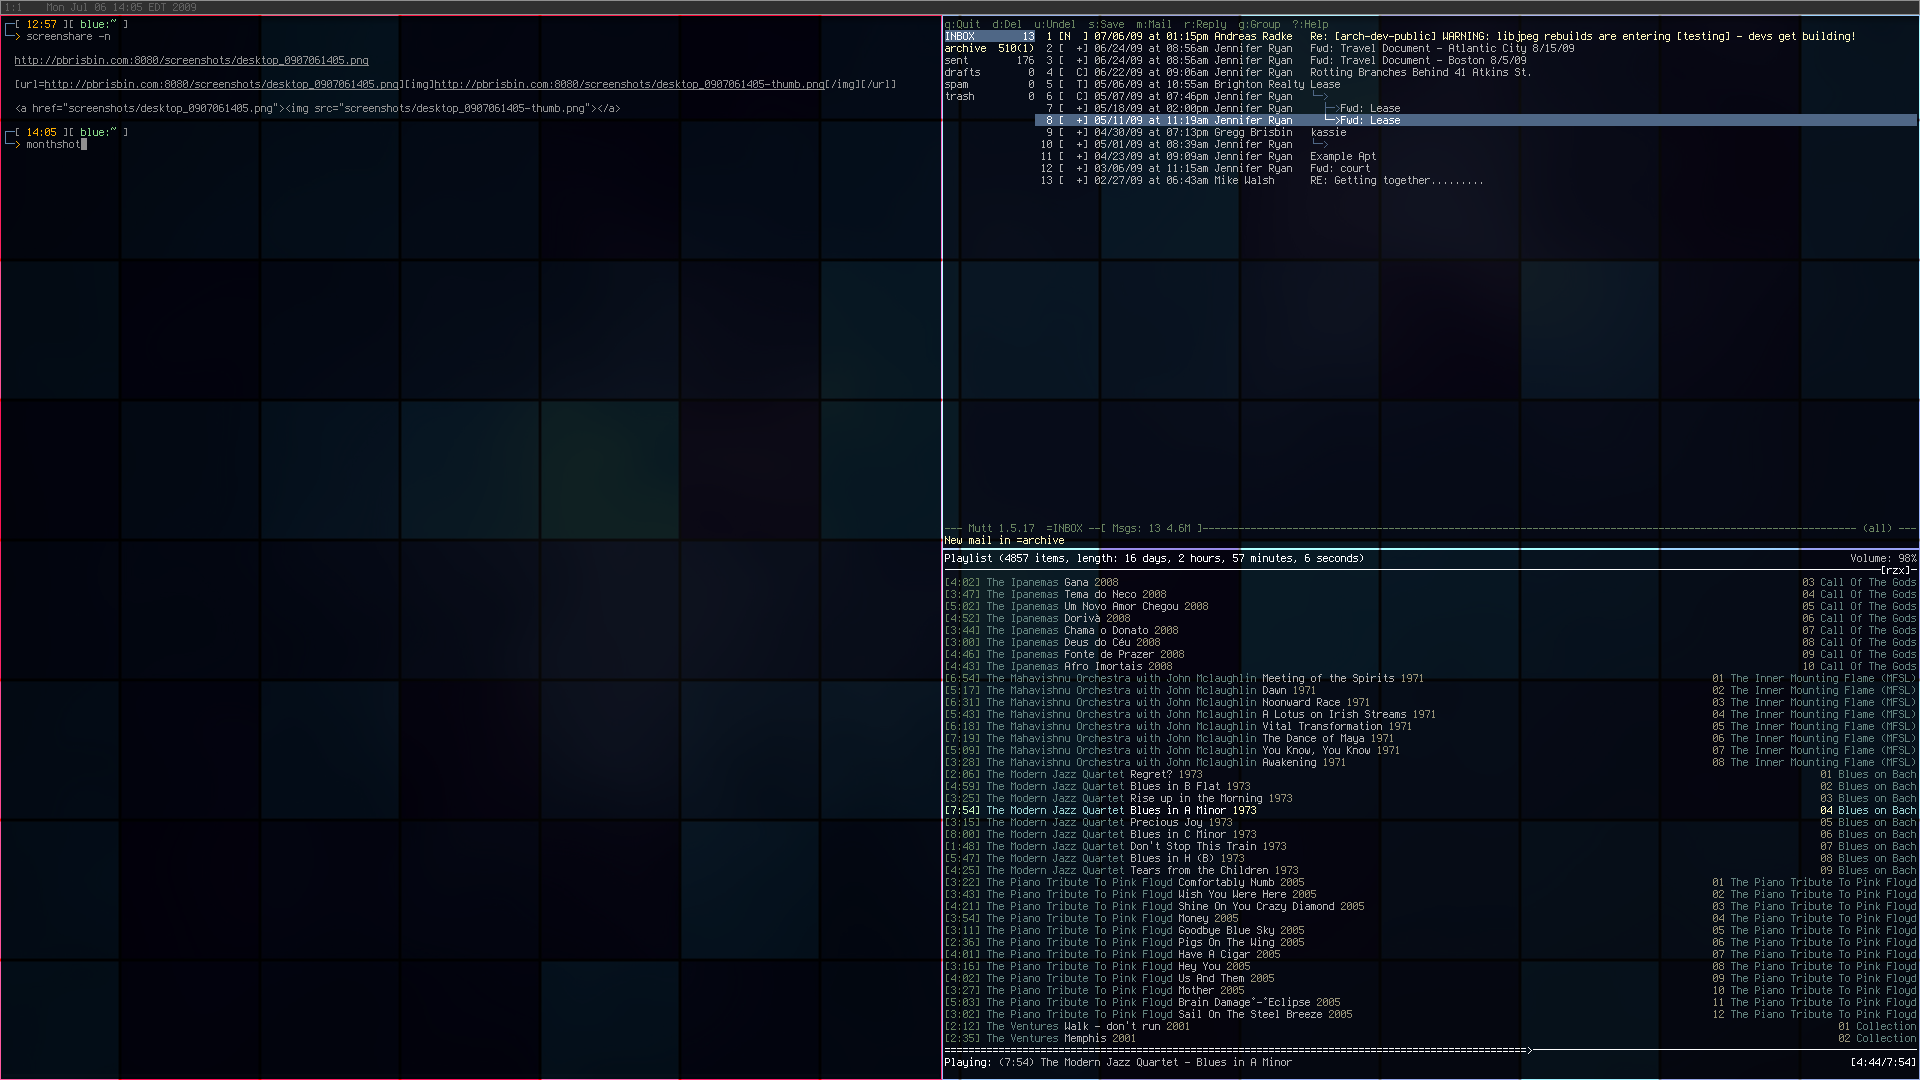 1:1    Mon Jul 06 14:05 EDT 2009
┌─[ 12:57 ][ blue:~ ]
└─> screenshare -n
http://pbrisbin.com:8080/screenshots/desktop_0907061405.png
[url=http://pbrisbin.com:8080/screenshots/desktop_0907061405.png][img]http://pbrisbin.com:8080/screenshots/desktop_0907061405-thumb.png[/img][/url]
<a href="screenshots/desktop_0907061405.png"><img src="screenshots/desktop_0907061405-thumb.png"></a>
┌─[ 14:05 ][ blue:~ ]
└─> monthshot
q:Quit  d:Del  u:Undel  s:Save  m:Mail  r:Reply  g:Group  ?:Help
INBOX 13   1 [N  ] 07/06/09 at 01:15pm Andreas Radke   Re: [arch-dev-public] WARNING: libjpeg rebuilds are entering [testing] - devs get building!
archive 510(1)   2 [  +] 06/24/09 at 08:56am Jennifer Ryan   Fwd: Travel Document - Atlantic City 8/15/09
sent 176   3 [  +] 06/24/09 at 08:56am Jennifer Ryan   Fwd: Travel Document - Boston 8/5/09
drafts 0   4 [  C] 06/22/09 at 09:06am Jennifer Ryan   Rotting Branches Behind 41 Atkins St.
spam 0   5 [  T] 05/06/09 at 10:55am Brighton Realty Lease
trash 0   6 [  C] 05/07/09 at 07:46pm Jennifer Ryan   └─>
7 [  +] 05/18/09 at 02:00pm Jennifer Ryan     ├─>Fwd: Lease
8 [  +] 05/11/09 at 11:19am Jennifer Ryan     └─>Fwd: Lease
9 [  +] 04/30/09 at 07:13pm Gregg Brisbin   kassie
10 [  +] 05/01/09 at 08:39am Jennifer Ryan   └─>
11 [  +] 04/23/09 at 09:09am Jennifer Ryan   Example Apt
12 [  +] 03/06/09 at 11:15am Jennifer Ryan   Fwd: court
13 [  +] 02/27/09 at 06:43am Mike Walsh      RE: Getting together.........
--- Mutt 1.5.17  =INBOX --[ Msgs: 13 4.6M ]--- (all) ---
New mail in =archive
Playlist (4857 items, length: 16 days, 2 hours, 57 minutes, 6 seconds) Volume: 98%
[rzx]
[4:02] The Ipanemas Gana 2008 03 Call Of The Gods
[3:47] The Ipanemas Tema do Neco 2008 04 Call Of The Gods
[5:02] The Ipanemas Um Novo Amor Chegou 2008 05 Call Of The Gods
[4:52] The Ipanemas Dorivà 2008 06 Call Of The Gods
[3:44] The Ipanemas Chama o Donato 2008 07 Call Of The Gods
[3:00] The Ipanemas Deus do Céu 2008 08 Call Of The Gods
[4:46] The Ipanemas Fonte de Prazer 2008 09 Call Of The Gods
[4:43] The Ipanemas Afro Imortais 2008 10 Call Of The Gods
[6:54] The Mahavishnu Orchestra with John Mclaughlin Meeting of the Spirits 1971 01 The Inner Mounting Flame (MFSL)
[5:17] The Mahavishnu Orchestra with John Mclaughlin Dawn 1971 02 The Inner Mounting Flame (MFSL)
[6:31] The Mahavishnu Orchestra with John Mclaughlin Noonward Race 1971 03 The Inner Mounting Flame (MFSL)
[5:43] The Mahavishnu Orchestra with John Mclaughlin A Lotus on Irish Streams 1971 04 The Inner Mounting Flame (MFSL)
[6:18] The Mahavishnu Orchestra with John Mclaughlin Vital Transformation 1971 05 The Inner Mounting Flame (MFSL)
[7:19] The Mahavishnu Orchestra with John Mclaughlin The Dance of Maya 1971 06 The Inner Mounting Flame (MFSL)
[5:09] The Mahavishnu Orchestra with John Mclaughlin You Know, You Know 1971 07 The Inner Mounting Flame (MFSL)
[3:28] The Mahavishnu Orchestra with John Mclaughlin Awakening 1971 08 The Inner Mounting Flame (MFSL)
[2:06] The Modern Jazz Quartet Regret? 1973 01 Blues on Bach
[4:59] The Modern Jazz Quartet Blues in B Flat 1973 02 Blues on Bach
[3:25] The Modern Jazz Quartet Rise up in the Morning 1973 03 Blues on Bach
[7:54] The Modern Jazz Quartet Blues in A Minor 1973 04 Blues on Bach
[3:15] The Modern Jazz Quartet Precious Joy 1973 05 Blues on Bach
[8:00] The Modern Jazz Quartet Blues in C Minor 1973 06 Blues on Bach
[1:48] The Modern Jazz Quartet Don't Stop This Train 1973 07 Blues on Bach
[5:47] The Modern Jazz Quartet Blues in H (B) 1973 08 Blues on Bach
[4:25] The Modern Jazz Quartet Tears from the Children 1973 09 Blues on Bach
[3:22] The Piano Tribute To Pink Floyd Comfortably Numb 2005 01 The Piano Tribute To Pink Floyd
[3:43] The Piano Tribute To Pink Floyd Wish You Were Here 2005 02 The Piano Tribute To Pink Floyd
[4:21] The Piano Tribute To Pink Floyd Shine On You Crazy Diamond 2005 03 The Piano Tribute To Pink Floyd
[3:54] The Piano Tribute To Pink Floyd Money 2005 04 The Piano Tribute To Pink Floyd
[3:11] The Piano Tribute To Pink Floyd Goodbye Blue Sky 2005 05 The Piano Tribute To Pink Floyd
[2:36] The Piano Tribute To Pink Floyd Pigs On The Wing 2005 06 The Piano Tribute To Pink Floyd
[4:01] The Piano Tribute To Pink Floyd Have A Cigar 2005 07 The Piano Tribute To Pink Floyd
[3:16] The Piano Tribute To Pink Floyd Hey You 2005 08 The Piano Tribute To Pink Floyd
[4:02] The Piano Tribute To Pink Floyd Us And Them 2005 09 The Piano Tribute To Pink Floyd
[3:27] The Piano Tribute To Pink Floyd Mother 2005 10 The Piano Tribute To Pink Floyd
[5:03] The Piano Tribute To Pink Floyd Brain Damage˚-˚Eclipse 2005 11 The Piano Tribute To Pink Floyd
[3:02] The Piano Tribute To Pink Floyd Sail On The Steel Breeze 2005 12 The Piano Tribute To Pink Floyd
[2:12] The Ventures Walk - don't run 2001 01 Collection
[2:35] The Ventures Memphis 2001 02 Collection
Playing: (7:54) The Modern Jazz Quartet - Blues in A Minor [4:44/7:54]